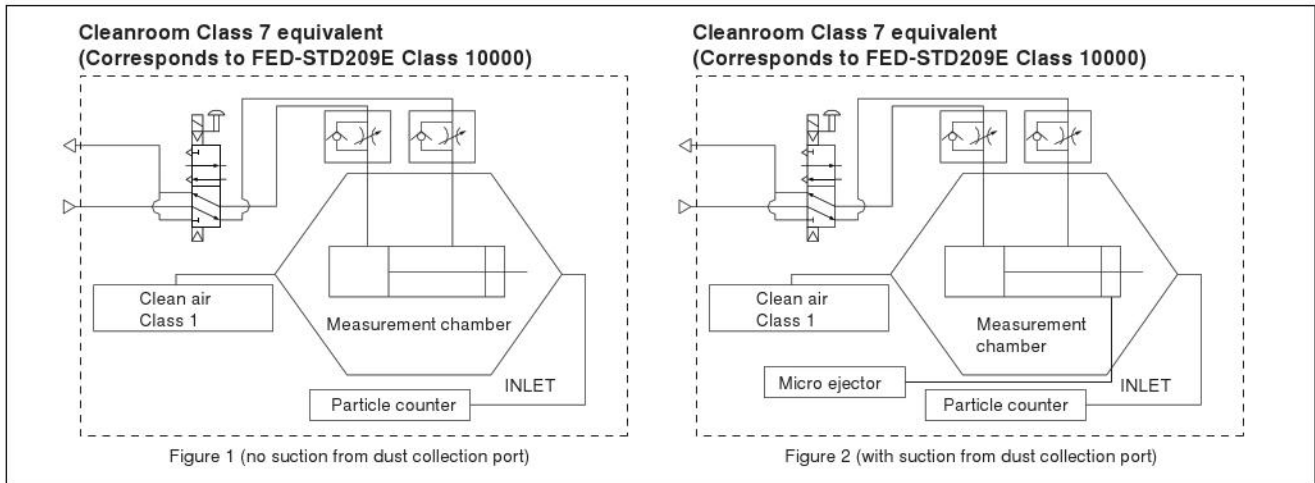 Cleanroom Class 7 equivalent
(Corresponds to FED-STD209E Class 10000)
Clean air
Class 1
Measurement chamber
INLET
Particle counter
Figure 1 (no suction from dust collection port)
Cleanroom Class 7 equivalent
(Corresponds to FED-STD209E Class 10000)
Clean air
Class 1
Measurement
chamber
Micro ejector
INLET
Particle counter
Figure 2 (with suction from dust collection port)